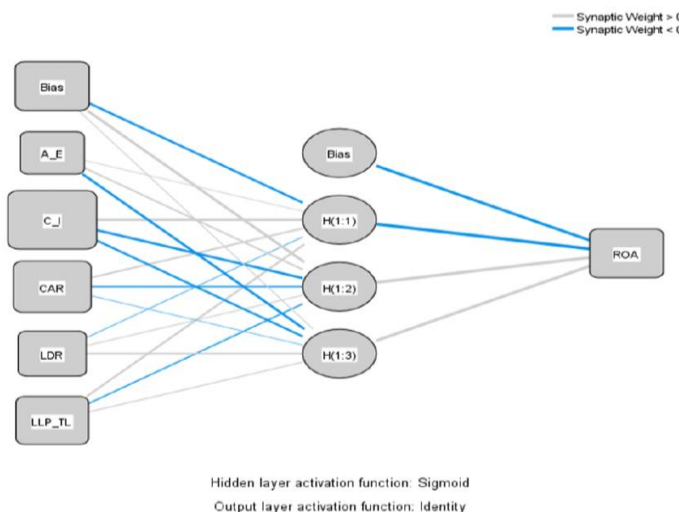 Synaptic Weight > 0
Synaptic Weight < 0
Bias
A_E
C_I
CAR
LDR
LLP_TL
Bias
H(1:1)
H(1:2)
H(1:3)
ROA
Hidden layer activation function: Sigmoid
Output layer activation function: Identity